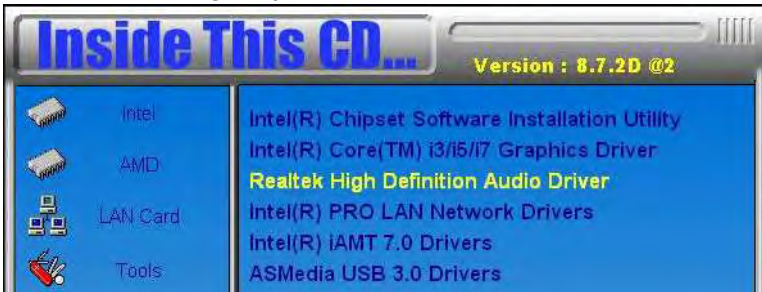 Inside This CD...
Version : 8.7.2D @2
Intel
AMD
LAN Card
Tools
Intel(R) Chipset Software Installation Utility
Intel(R) Core(TM) i3/i5/i7 Graphics Driver
Realtek High Definition Audio Driver
Intel(R) PRO LAN Network Drivers
Intel(R) iAMT 7.0 Drivers
ASMedia USB 3.0 Drivers